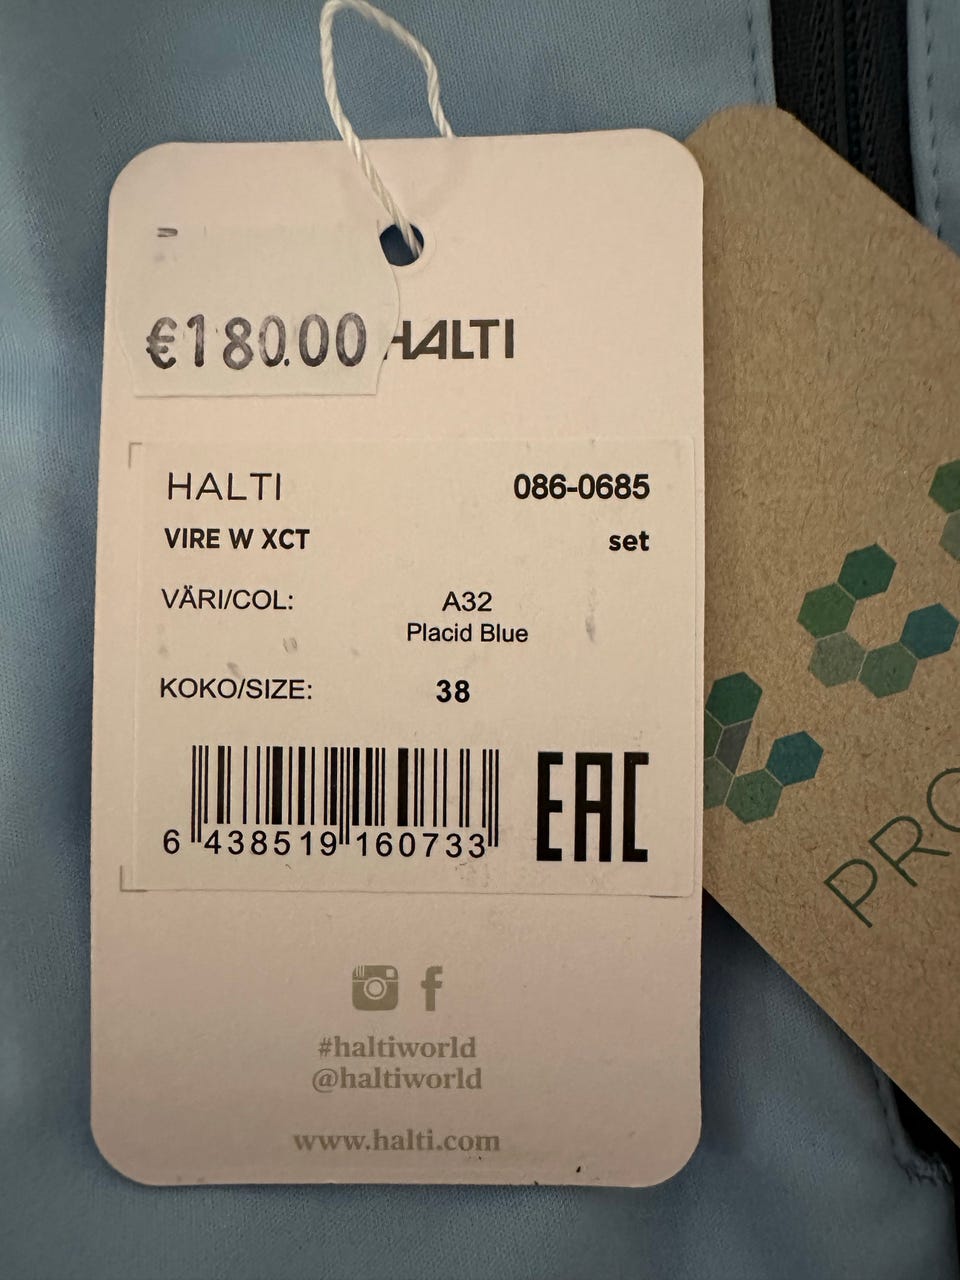 €180.00
HALTI
HALTI 086-0685
VIRE W XCT set
VÄRI/COL: A32
Placid Blue
KOKO/SIZE: 38
6 438519 160733
EAC
#haltiworld
@haltiworld
www.halti.com